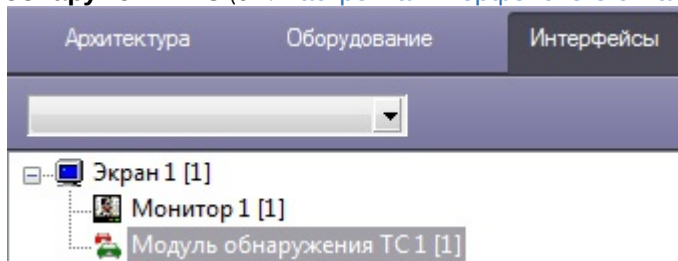 Архитектура Оборудование Интерфейсы
Экран 1 [1]
Монитор 1 [1]
Модуль обнаружения ТС 1 [1]